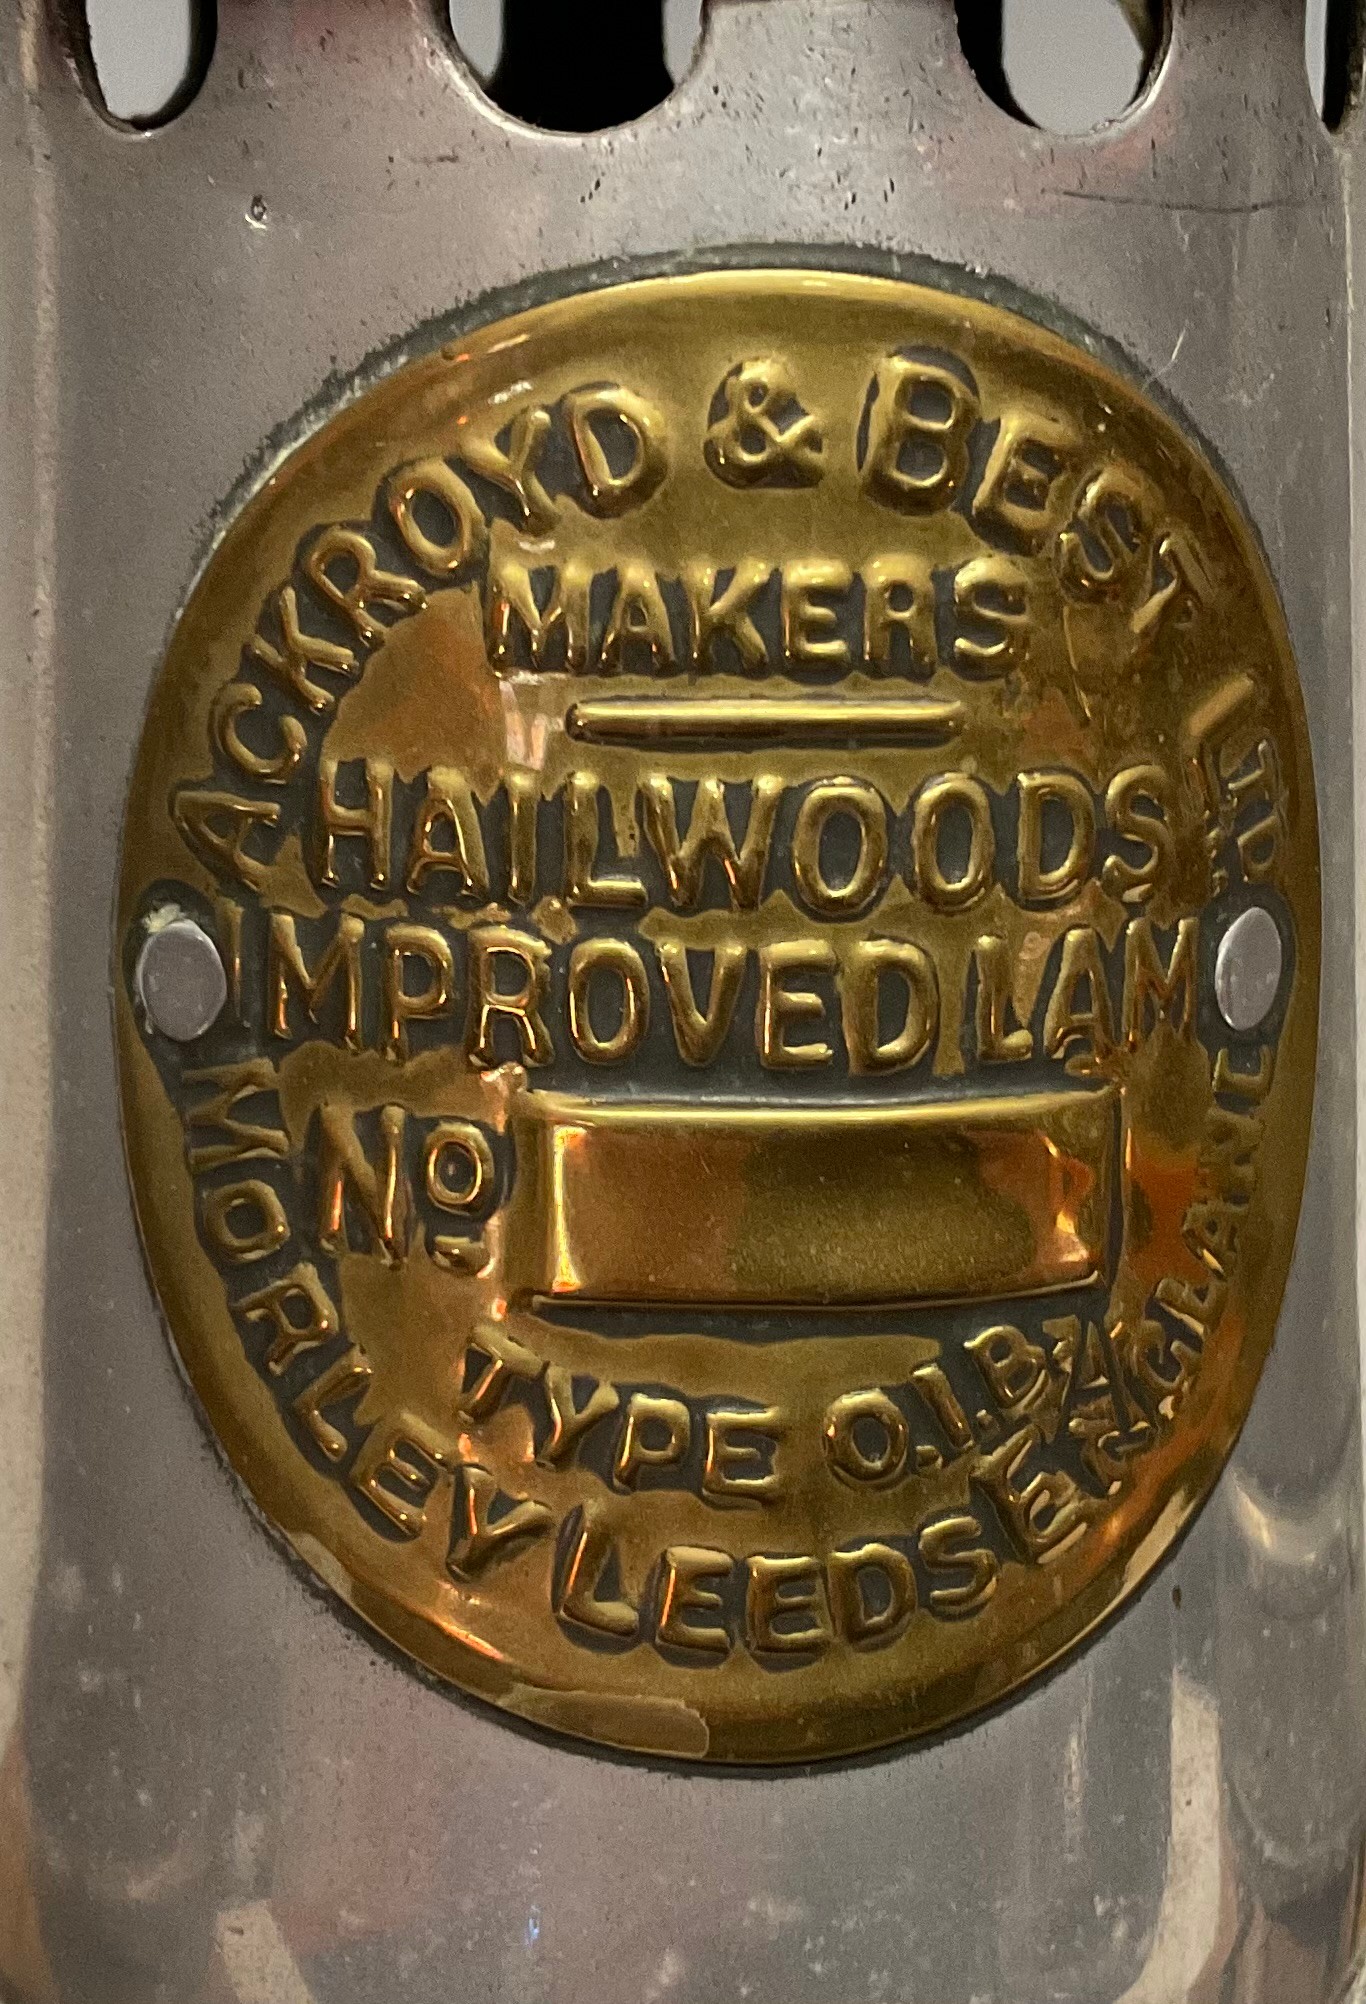 ACKROYD & BEST LTD
MAKERS
HAILWOODS
IMPROVED LAM
No
TYPE O.I.B/A
MORLEY LEEDS ENGLAND